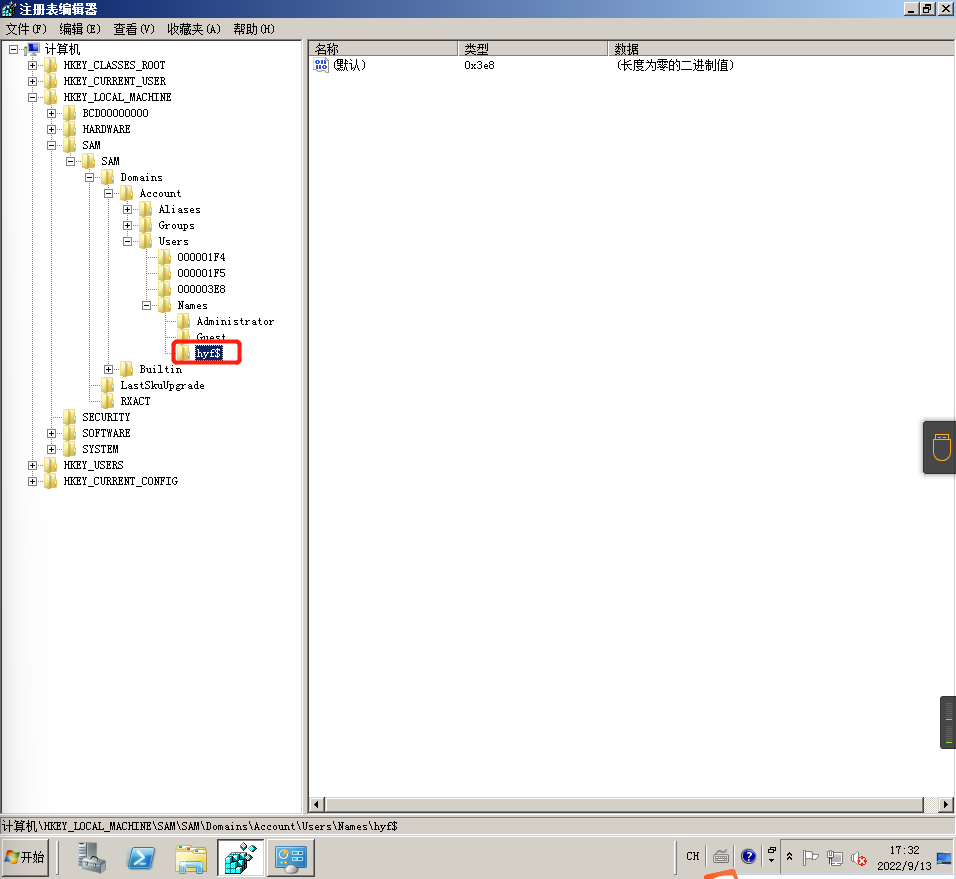 注册表编辑器
文件(F) 编辑(E) 查看(V) 收藏夹(A) 帮助(H)
计算机
HKEY_CLASSES_ROOT
HKEY_CURRENT_USER
HKEY_LOCAL_MACHINE
BCD00000000
HARDWARE
SAM
SAM
Domains
Account
Aliases
Groups
Users
000001F4
000001F5
000003E8
Names
Administrator
Guest
hyf$
Builtin
LastSkuUpgrade
RXACT
SECURITY
SOFTWARE
SYSTEM
HKEY_USERS
HKEY_CURRENT_CONFIG
名称 类型 数据
(默认) 0x3e8 (长度为零的二进制值)
计算机\HKEY_LOCAL_MACHINE\SAM\SAM\Domains\Account\Users\Names\hyf$
开始
CH
17:32
2022/9/13